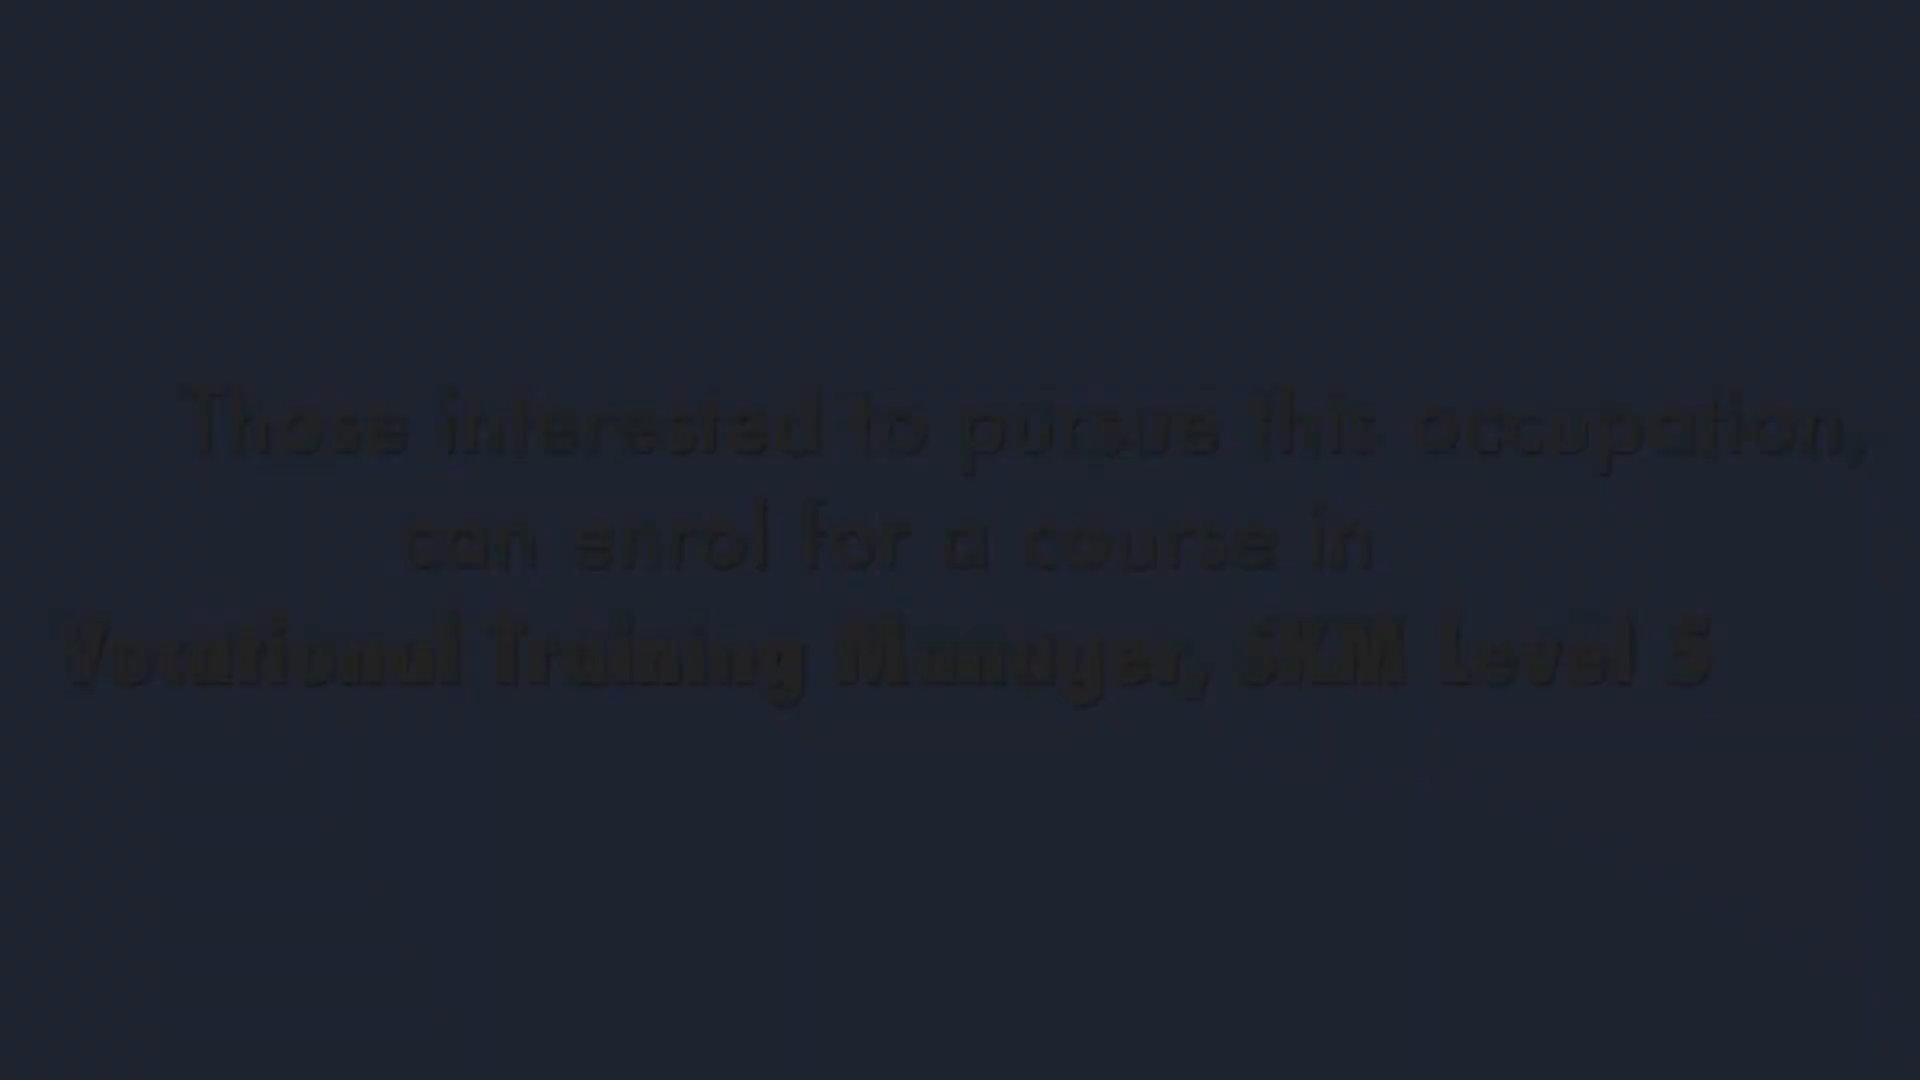 Those interested to pursue this occupation,
can enrol for a course in
Vocational Training Manager, SKM Level 5